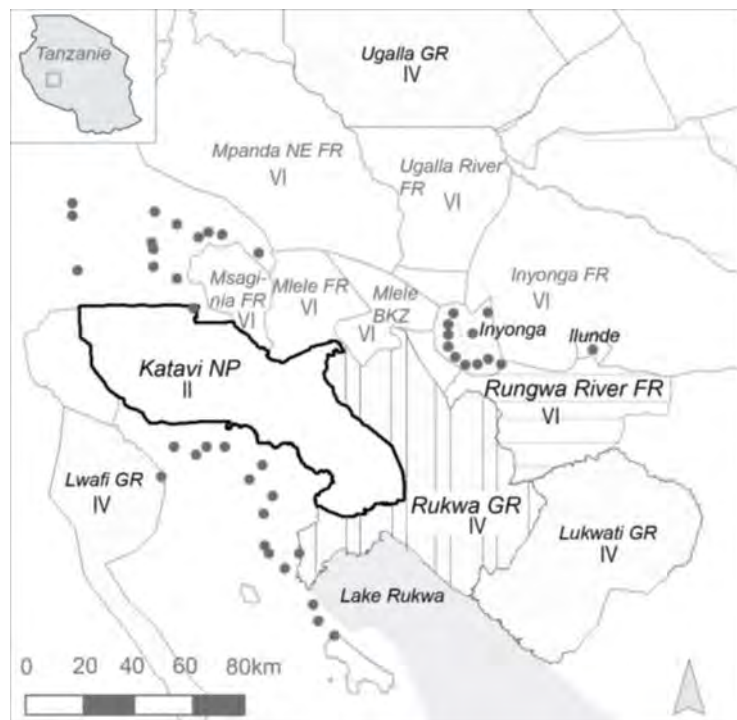 Tanzanie
Ugalla GR
IV
Mpanda NE FR
VI
Ugalla River
FR
VI
Msagi-
nia FR
VI
Mlele FR
VI
Mlele
BKZ
VI
Inyonga FR
VI
Inyonga
Ilunde
Katavi NP
II
Rungwa River FR
VI
Lwafi GR
IV
Rukwa GR
IV
Lukwati GR
IV
Lake Rukwa
0 20 40 60 80km